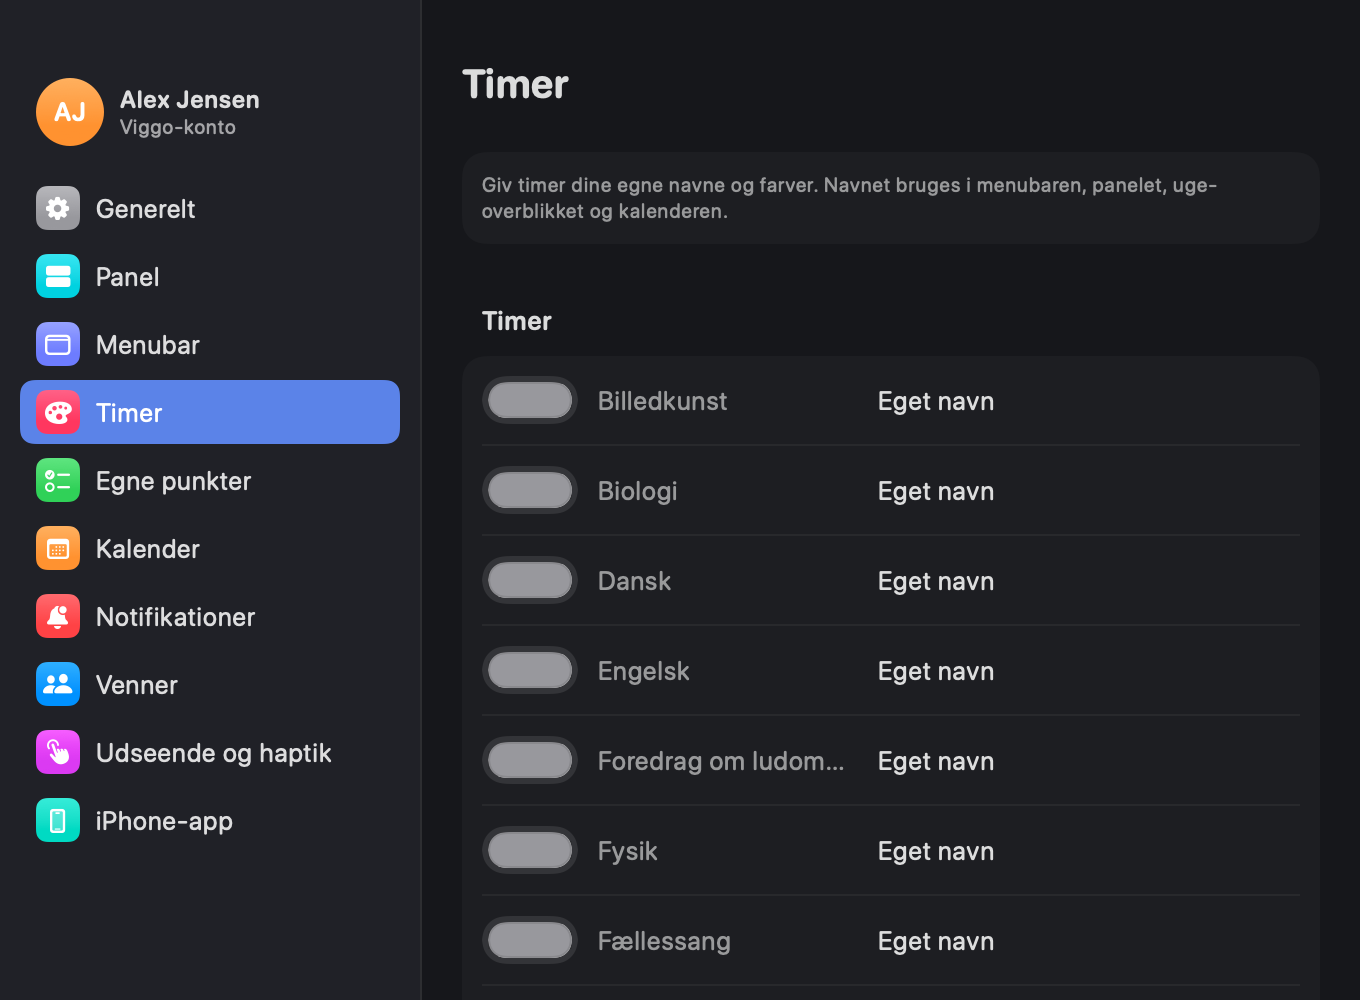 AJ
Alex Jensen
Viggo-konto
Generelt
Panel
Menubar
Timer
Egne punkter
Kalender
Notifikationer
Venner
Udseende og haptik
iPhone-app
Timer
Giv timer dine egne navne og farver. Navnet bruges i menubaren, panelet, uge-
overblikket og kalenderen.
Timer
Billedkunst Eget navn
Biologi Eget navn
Dansk Eget navn
Engelsk Eget navn
Foredrag om ludom... Eget navn
Fysik Eget navn
Fællessang Eget navn